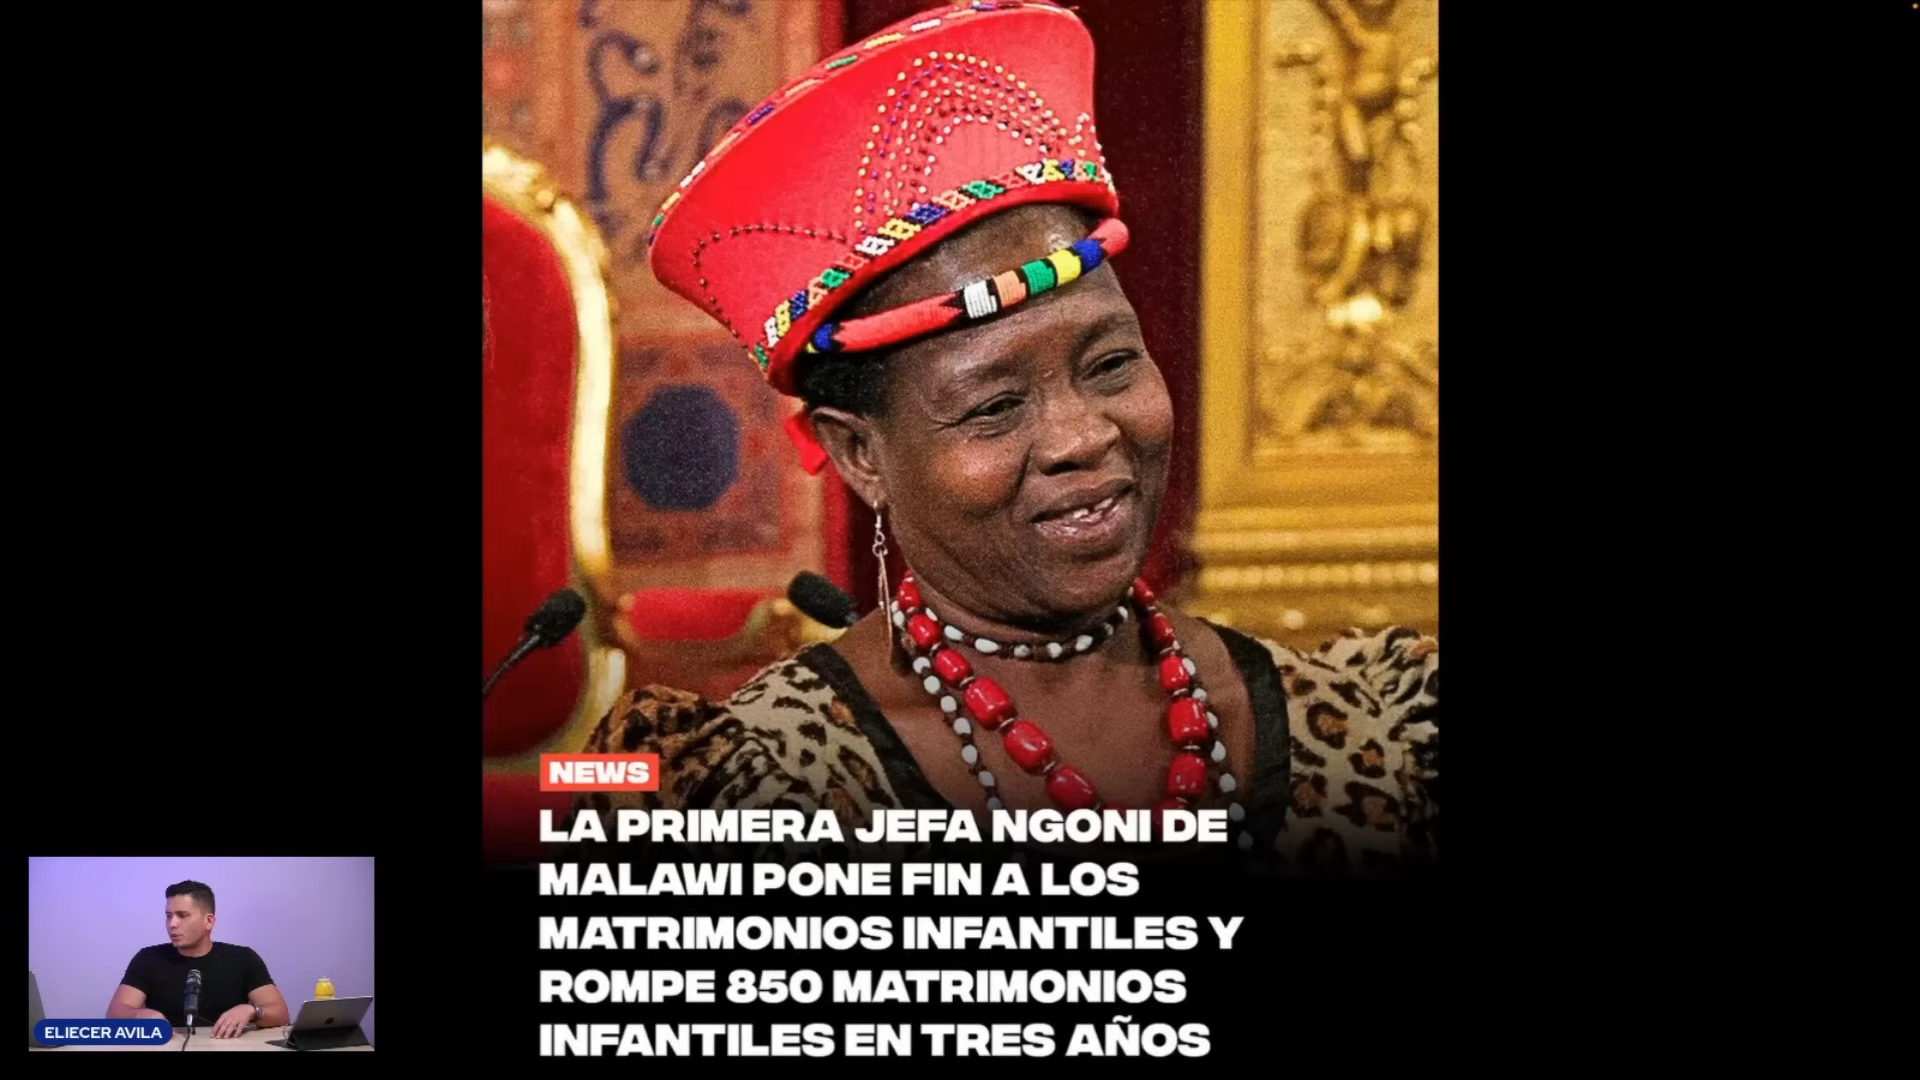 NEWS
LA PRIMERA JEFA NGONI DE
MALAWI PONE FIN A LOS
MATRIMONIOS INFANTILES Y
ROMPE 850 MATRIMONIOS
INFANTILES EN TRES AÑOS
ELIECER AVILA